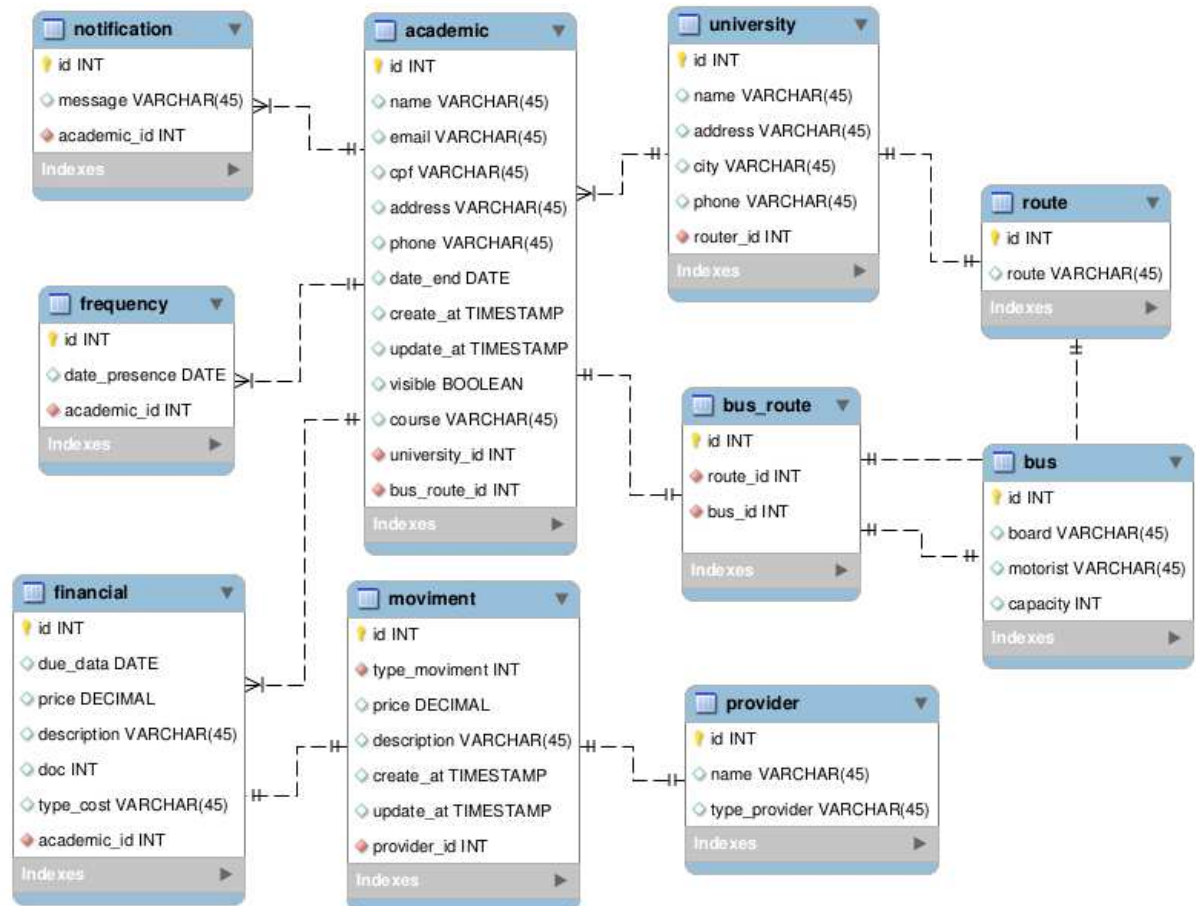 notification
id INT
message VARCHAR(45)
academic_id INT
Indexes
academic
id INT
name VARCHAR(45)
email VARCHAR(45)
cpf VARCHAR(45)
address VARCHAR(45)
phone VARCHAR(45)
date_end DATE
create_at TIMESTAMP
update_at TIMESTAMP
visible BOOLEAN
course VARCHAR(45)
university_id INT
bus_route_id INT
Indexes
university
id INT
name VARCHAR(45)
address VARCHAR(45)
city VARCHAR(45)
phone VARCHAR(45)
router_id INT
Indexes
route
id INT
route VARCHAR(45)
Indexes
frequency
id INT
date_presence DATE
academic_id INT
Indexes
bus_route
id INT
route_id INT
bus_id INT
Indexes
bus
id INT
board VARCHAR(45)
motorist VARCHAR(45)
capacity INT
Indexes
financial
id INT
due_data DATE
price DECIMAL
description VARCHAR(45)
doc INT
type_cost VARCHAR(45)
academic_id INT
Indexes
moviment
id INT
type_moviment INT
price DECIMAL
description VARCHAR(45)
create_at TIMESTAMP
update_at TIMESTAMP
provider_id INT
Indexes
provider
id INT
name VARCHAR(45)
type_provider VARCHAR(45)
Indexes